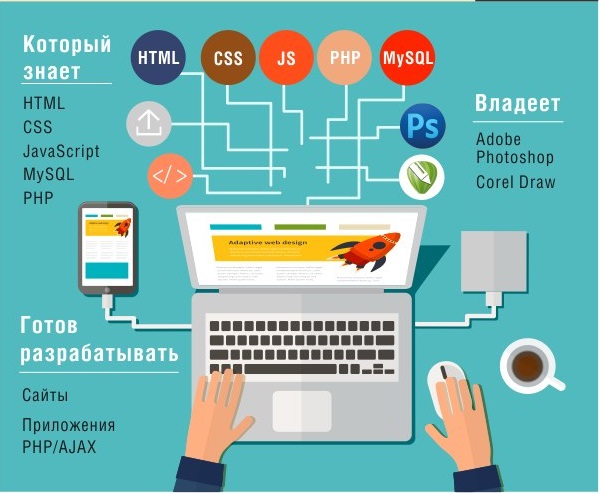 Который
знает
HTML
CSS
JavaScript
MySQL
PHP
HTML
CSS
JS
PHP
MySQL
Ps
</>
Владеет
Adobe
Photoshop
Corel Draw
Adaptive web design
Готов
разрабатывать
Сайты
Приложения
PHP/AJAX